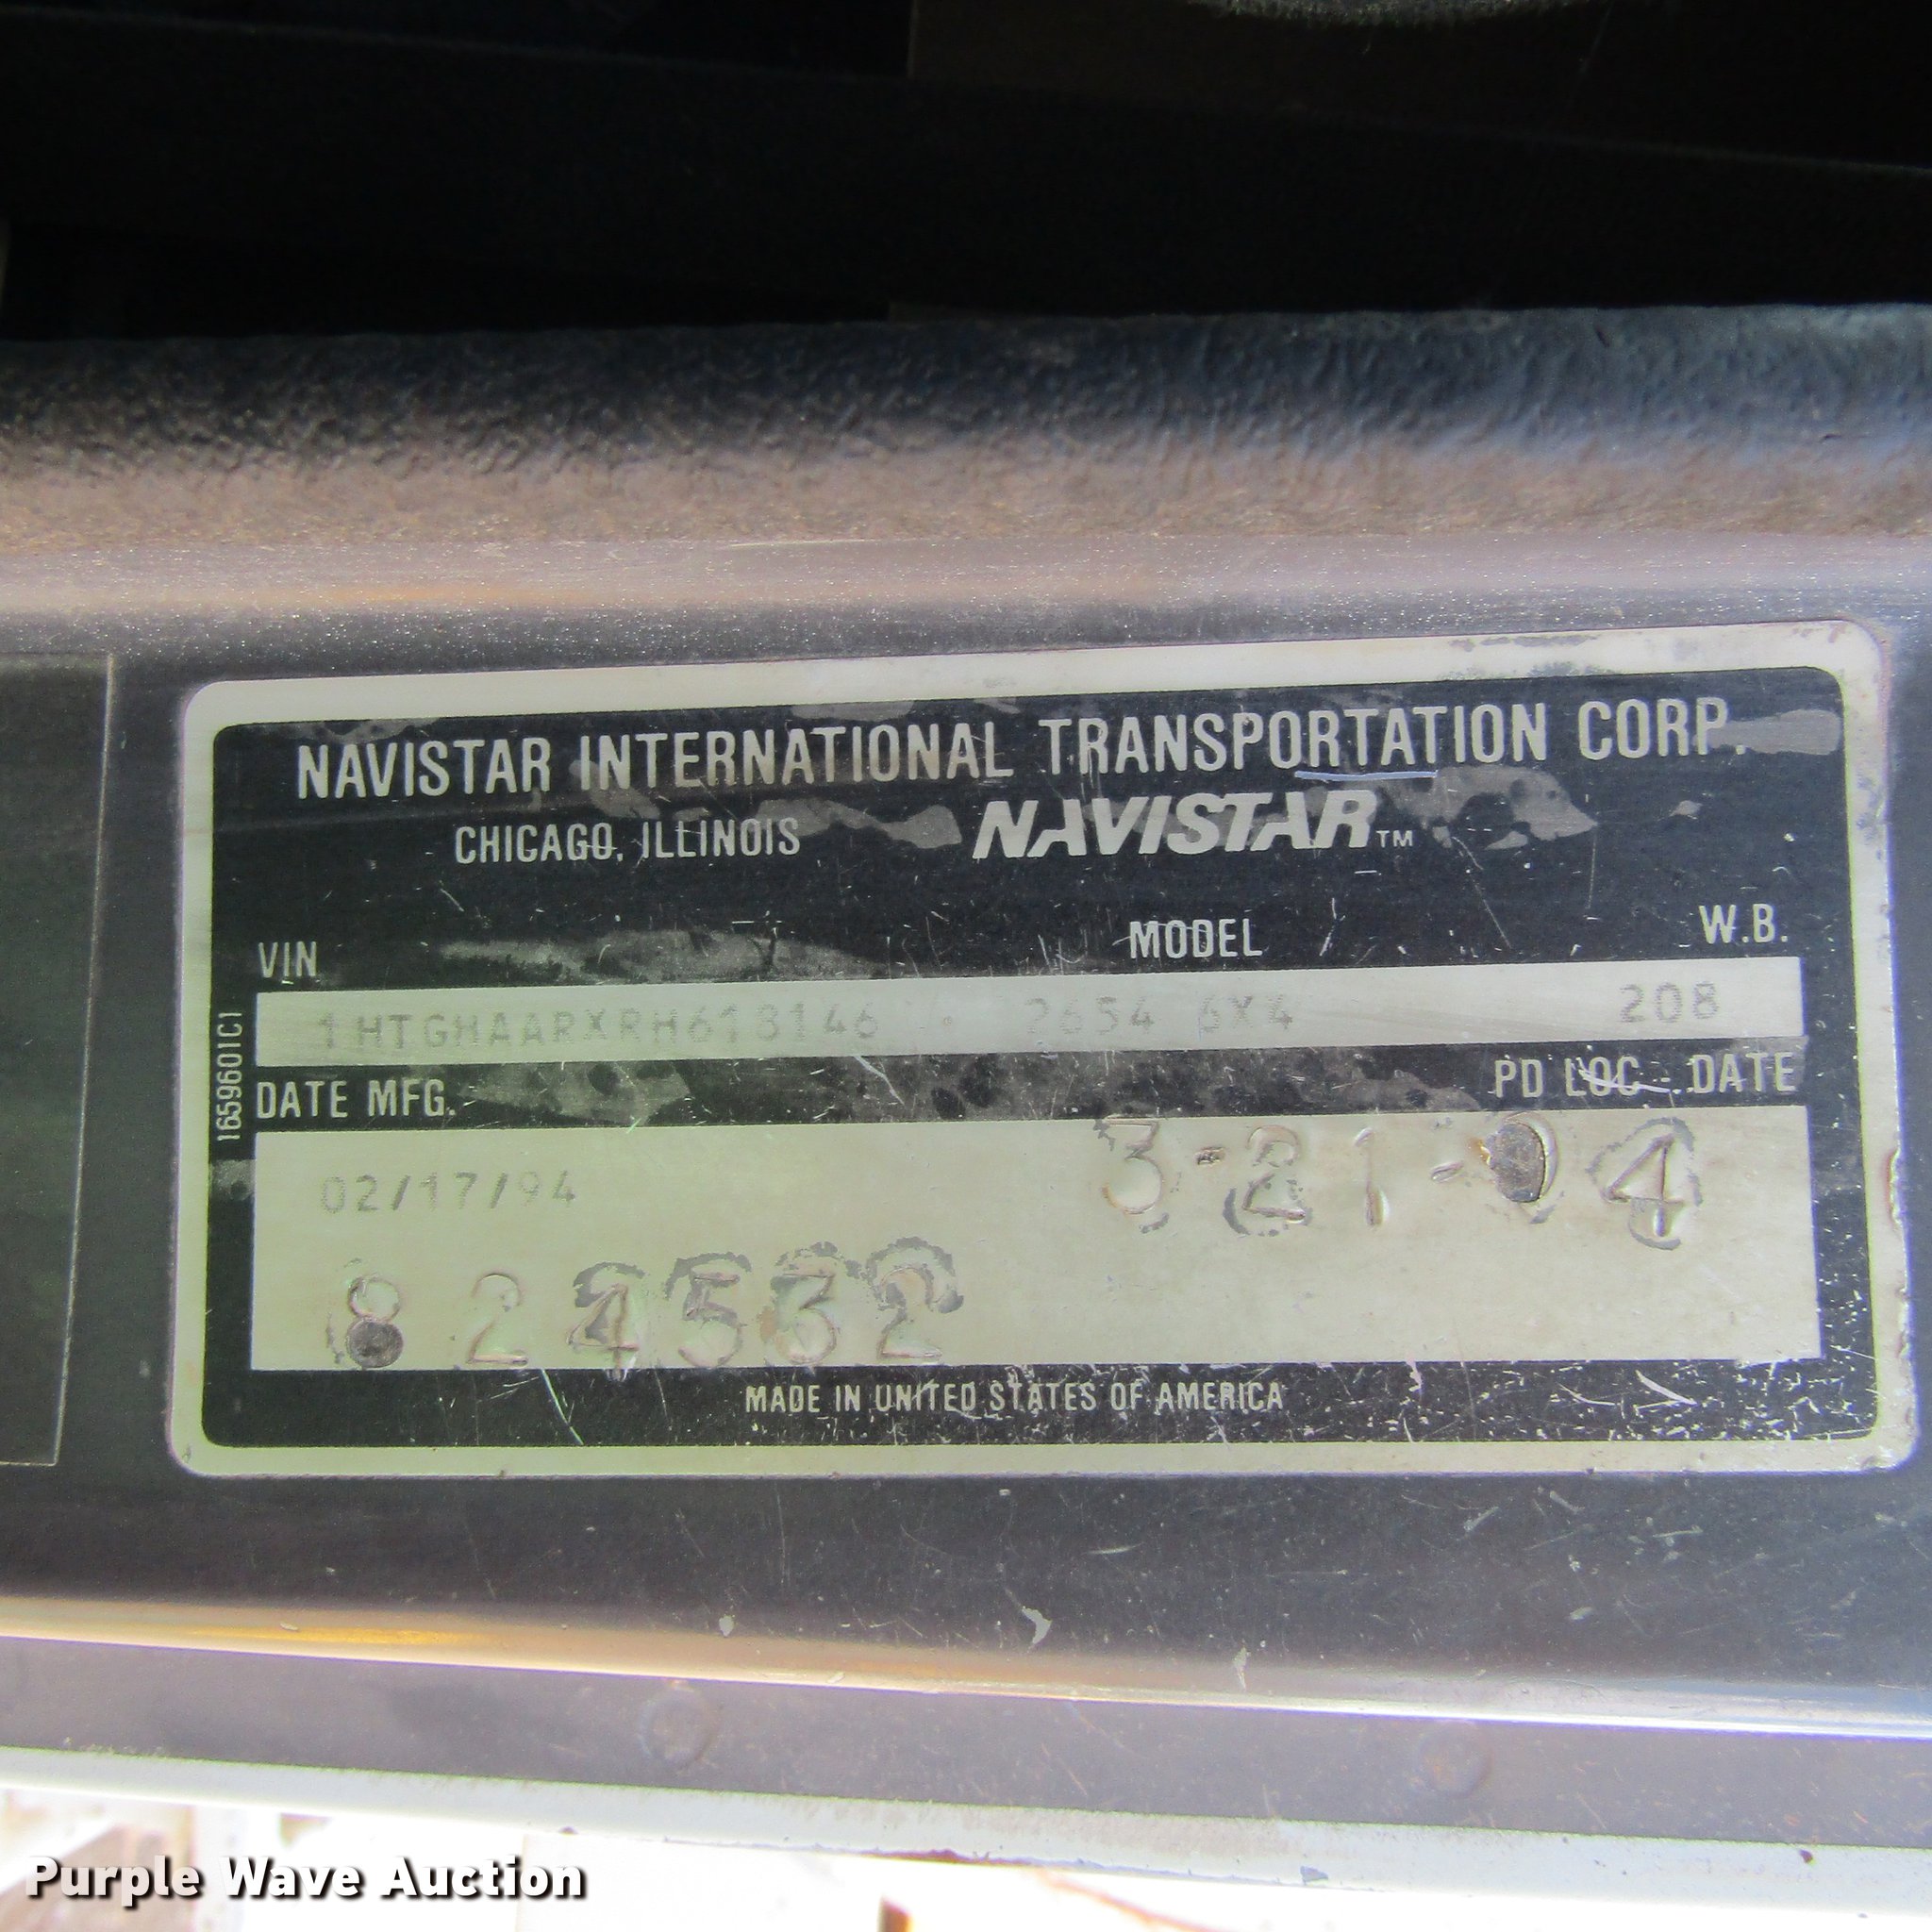 NAVISTAR INTERNATIONAL TRANSPORTATION CORP.
CHICAGO, ILLINOIS NAVISTAR™
VIN MODEL W.B.
1HTGHAARXRH618146 2654 6X4 208
DATE MFG. PD LOC - DATE
02/17/94 3-21-94
824532
MADE IN UNITED STATES OF AMERICA
1659601C1
Purple Wave Auction